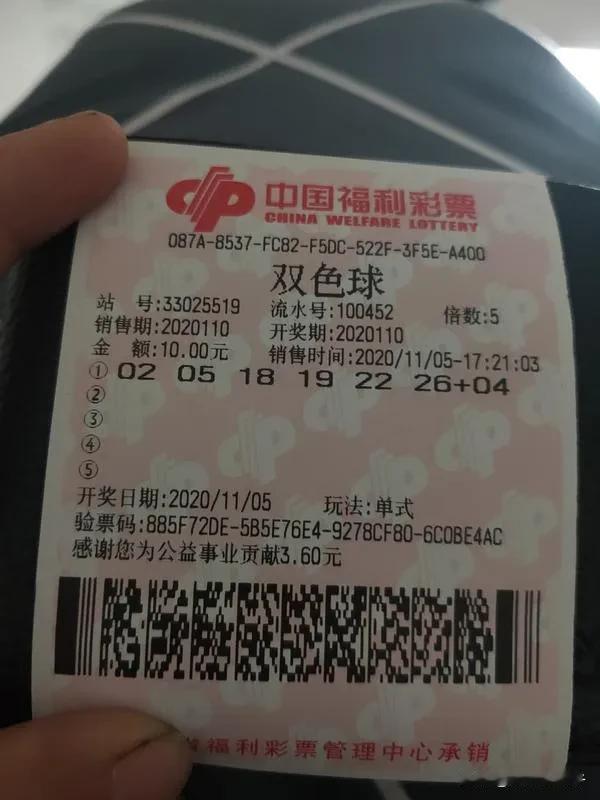 中国福利彩票
CHINA WELFARE LOTTERY
087A-8537-FC82-F5DC-522F-3F5E-A400
双色球
站 号:33025519 流水号:100452 倍数:5
销售期:2020110 开奖期:2020110
金 额:10.00元 销售时间:2020/11/05-17:21:03
① 02 05 18 19 22 26+04
②
③
④
⑤
开奖日期:2020/11/05 玩法:单式
验票码:885F72DE-5B5E76E4-9278CF80-6C0BE4AC
感谢您为公益事业贡献3.60元
福利彩票管理中心承销